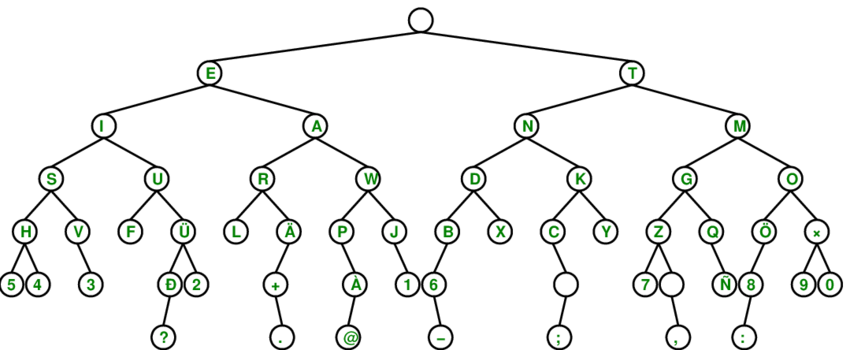 E T
I A N M
S U R W D K G O
H V F Ü L Ä P J B X C Y Z Q Ö ×
5 4 3 Đ 2 + À 1 6 7 Ñ 8 9 0
? . @ – ; , :